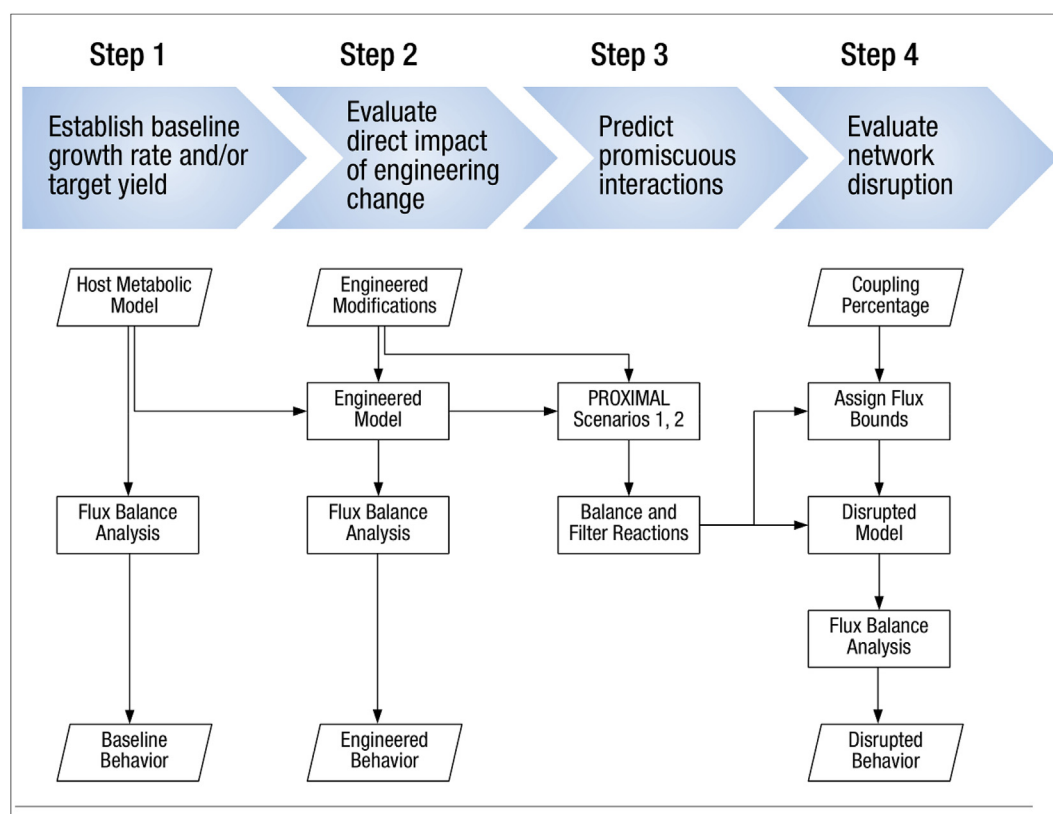 Step 1
Step 2
Step 3
Step 4
Establish baseline
growth rate and/or
target yield
Evaluate
direct impact
of engineering
change
Predict
promiscuous
interactions
Evaluate
network
disruption
Host Metabolic
Model
Engineered
Modifications
Coupling
Percentage
Engineered
Model
PROXIMAL
Scenarios 1, 2
Assign Flux
Bounds
Flux Balance
Analysis
Flux Balance
Analysis
Balance and
Filter Reactions
Disrupted
Model
Flux Balance
Analysis
Baseline
Behavior
Engineered
Behavior
Disrupted
Behavior